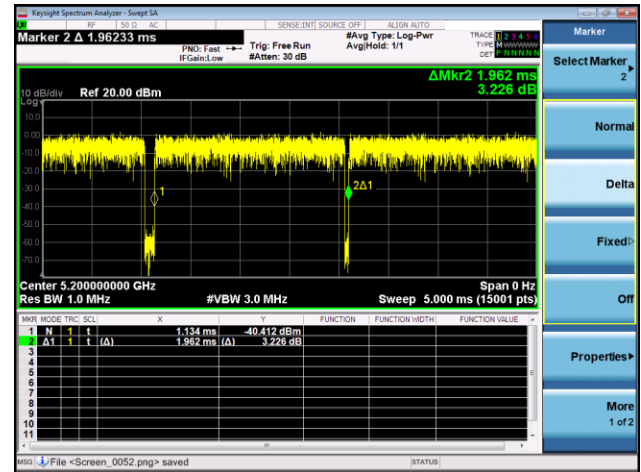 Keysight Spectrum Analyzer - Swept SA
RF 50 Ω AC SENSE:INT SOURCE OFF ALIGN AUTO
Marker 2 Δ 1.96233 ms
PNO: Fast
IFGain:Low
Trig: Free Run
#Atten: 30 dB
#Avg Type: Log-Pwr
Avg|Hold: 1/1
TRACE 1 2 3 4 5 6
TYPE M W W W W W
DET P N N N N N
ΔMkr2 1.962 ms
3.226 dB
10 dB/div Ref 20.00 dBm
Log
10.0
0.00
-10.0
-20.0
-30.0
-40.0
-50.0
-60.0
-70.0
1
2Δ1
Center 5.200000000 GHz Span 0 Hz
Res BW 1.0 MHz #VBW 3.0 MHz Sweep 5.000 ms (15001 pts)
MKR MODE TRC SCL X Y FUNCTION FUNCTION WIDTH FUNCTION VALUE
1 N 1 t 1.134 ms -40.412 dBm
2 Δ1 1 t (Δ) 1.962 ms (Δ) 3.226 dB
3
4
5
6
7
8
9
10
11
MSG File <Screen_0052.png> saved STATUS
Marker
Select Marker
2
Normal
Delta
Fixed
Off
Properties
More
1 of 2